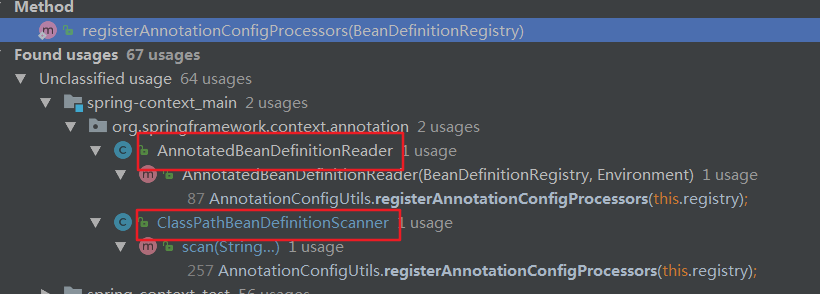 Method
registerAnnotationConfigProcessors(BeanDefinitionRegistry)
Found usages 67 usages
Unclassified usage 64 usages
spring-context_main 2 usages
org.springframework.context.annotation 2 usages
AnnotatedBeanDefinitionReader 1 usage
AnnotatedBeanDefinitionReader(BeanDefinitionRegistry, Environment) 1 usage
87 AnnotationConfigUtils.registerAnnotationConfigProcessors(this.registry);
ClassPathBeanDefinitionScanner 1 usage
scan(String...) 1 usage
257 AnnotationConfigUtils.registerAnnotationConfigProcessors(this.registry);
spring-context_test 56 usages